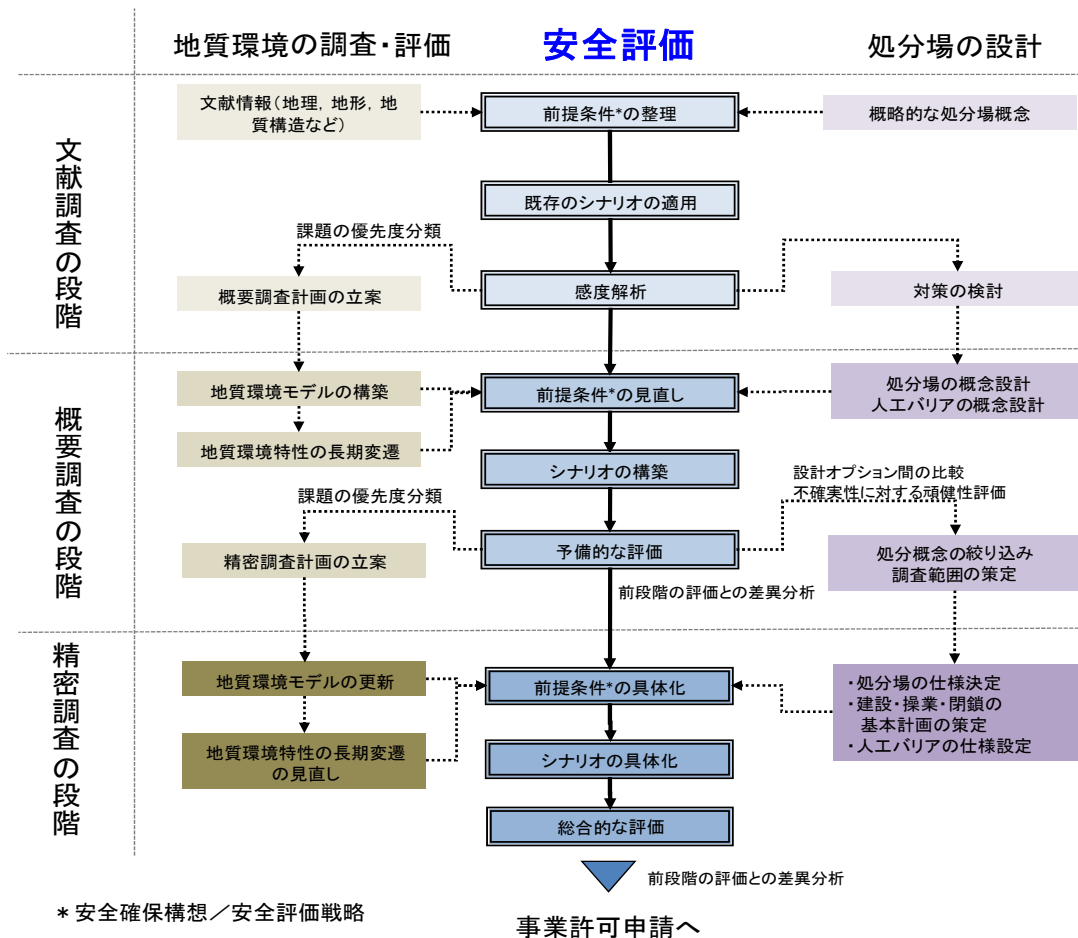 地質環境の調査・評価
安全評価
処分場の設計
文献調査の段階
文献情報(地理,地形,地
質構造など)
前提条件*の整理
概略的な処分場概念
既存のシナリオの適用
課題の優先度分類
概要調査計画の立案
感度解析
対策の検討
概要調査の段階
地質環境モデルの構築
前提条件*の見直し
処分場の概念設計
人工バリアの概念設計
地質環境特性の長期変遷
シナリオの構築
設計オプション間の比較
不確実性に対する頑健性評価
課題の優先度分類
精密調査計画の立案
予備的な評価
処分概念の絞り込み
調査範囲の策定
前段階の評価との差異分析
精密調査の段階
地質環境モデルの更新
前提条件*の具体化
・処分場の仕様決定
・建設・操業・閉鎖の
基本計画の策定
・人工バリアの仕様設定
地質環境特性の長期変遷
の見直し
シナリオの具体化
総合的な評価
前段階の評価との差異分析
* 安全確保構想/安全評価戦略
事業許可申請へ